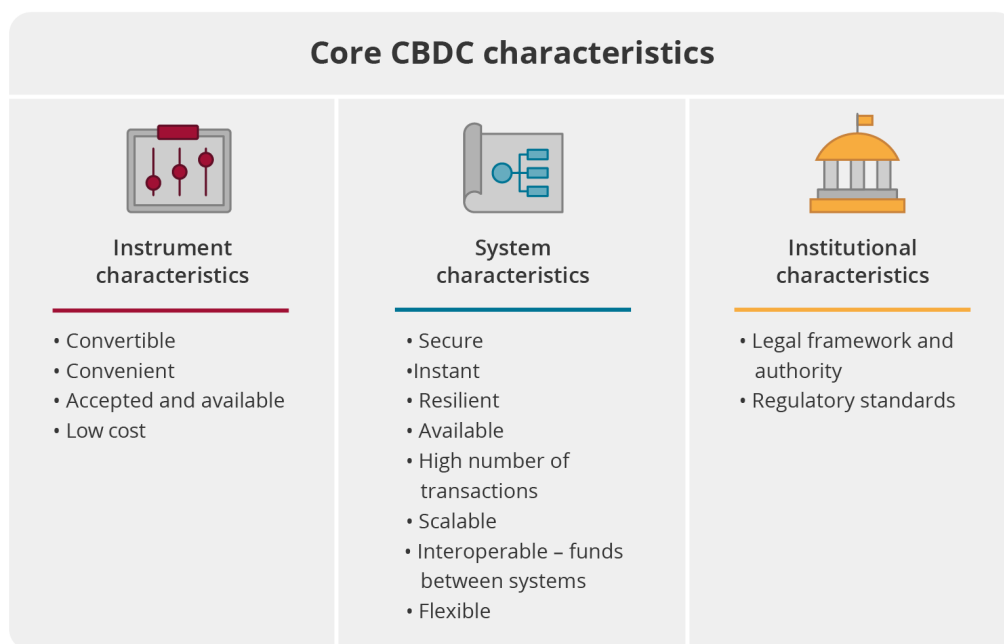 Core CBDC characteristics
Instrument
characteristics
• Convertible
• Convenient
• Accepted and available
• Low cost
System
characteristics
• Secure
•Instant
• Resilient
• Available
• High number of
transactions
• Scalable
• Interoperable – funds
between systems
• Flexible
Institutional
characteristics
• Legal framework and
authority
• Regulatory standards